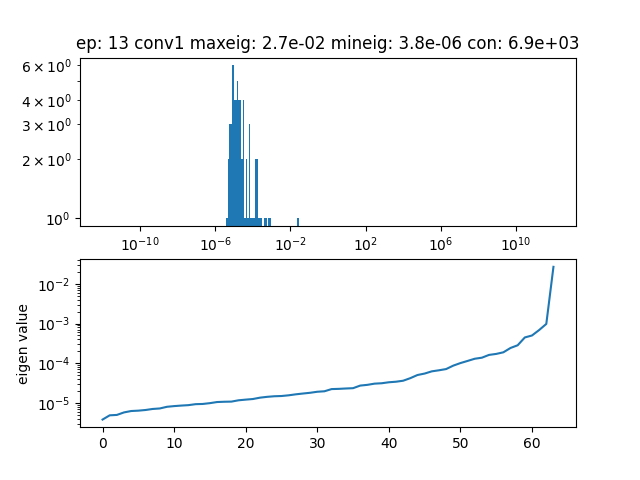 ep: 13 conv1 maxeig: 2.7e-02 mineig: 3.8e-06 con: 6.9e+03
6 × 10⁰
4 × 10⁰
3 × 10⁰
2 × 10⁰
10⁰
10⁻¹⁰ 10⁻⁶ 10⁻² 10² 10⁶ 10¹⁰
eigen value
10⁻²
10⁻³
10⁻⁴
10⁻⁵
0 10 20 30 40 50 60